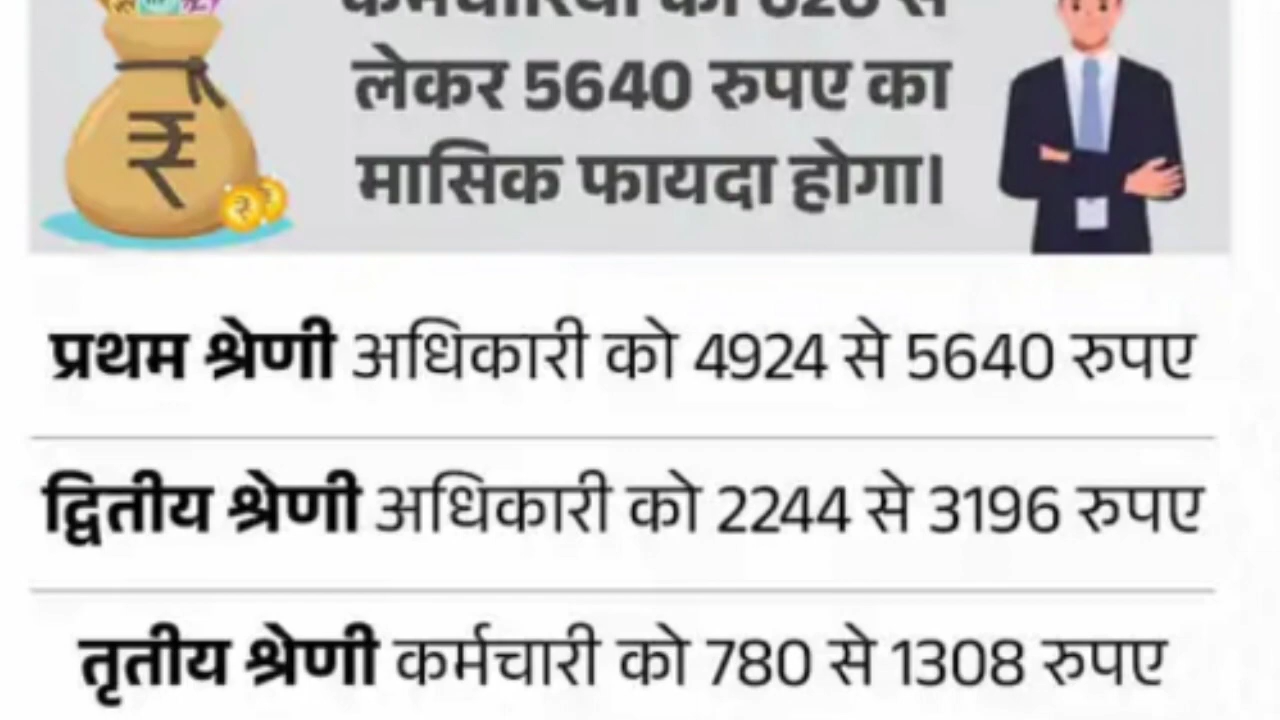 लेकर 5640 रुपए का
मासिक फायदा होगा।
प्रथम श्रेणी अधिकारी को 4924 से 5640 रुपए
द्वितीय श्रेणी अधिकारी को 2244 से 3196 रुपए
तृतीय श्रेणी कर्मचारी को 780 से 1308 रुपए